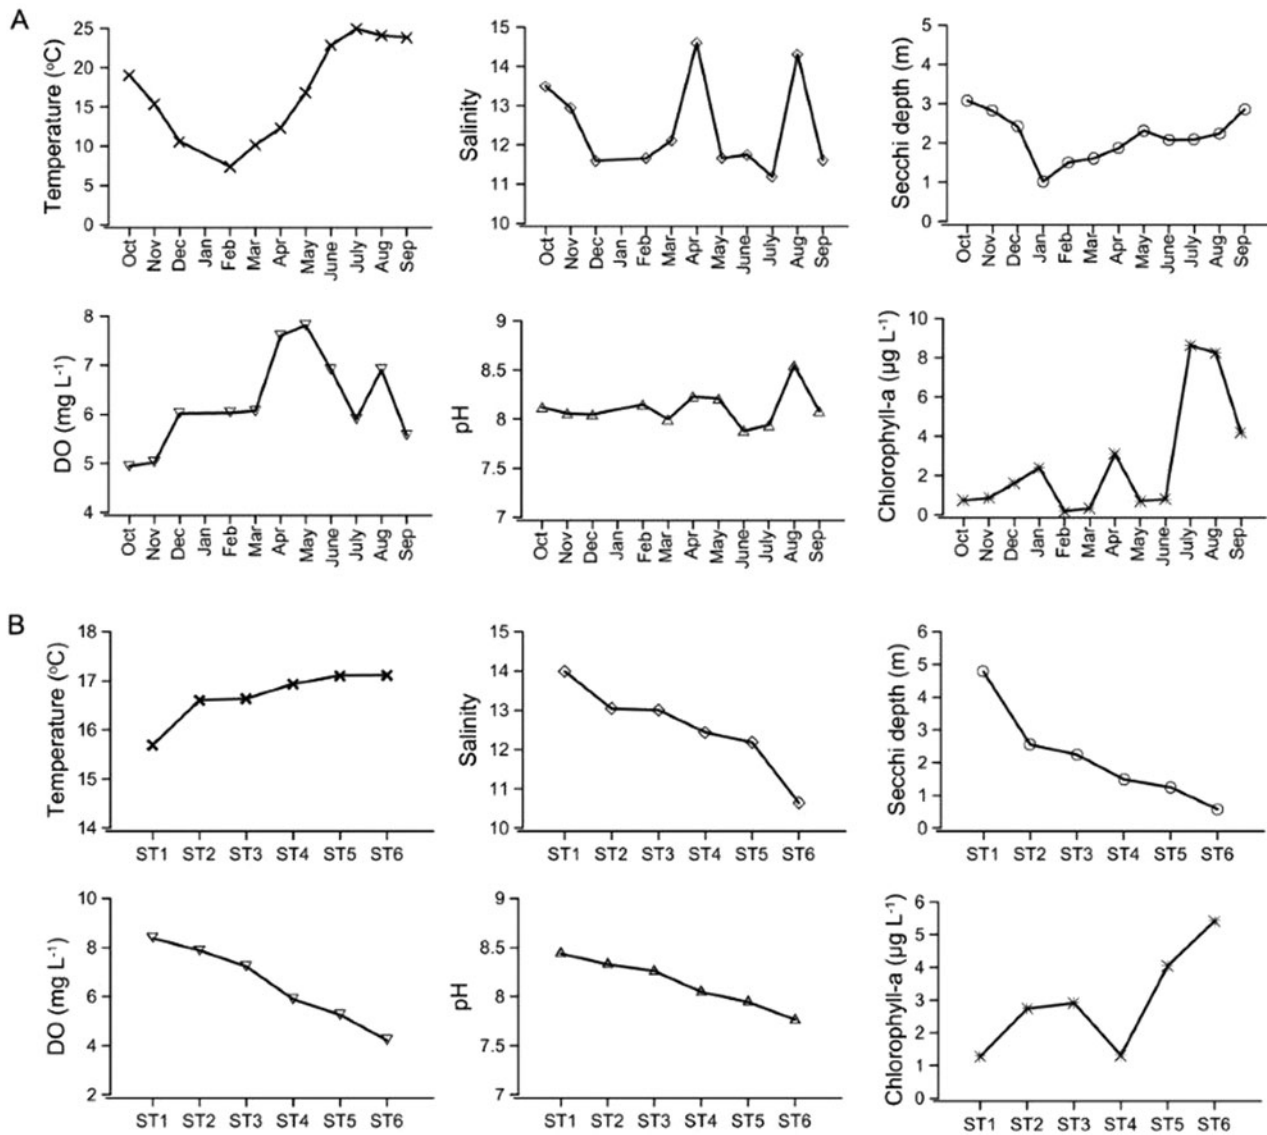 A
Temperature (°C)
25
20
15
10
5
0
Oct Nov Dec Jan Feb Mar Apr May June July Aug Sep
Salinity
15
14
13
12
11
10
Oct Nov Dec Jan Feb Mar Apr May June July Aug Sep
Secchi depth (m)
5
4
3
2
1
0
Oct Nov Dec Jan Feb Mar Apr May June July Aug Sep
DO (mg L⁻¹)
8
7
6
5
4
Oct Nov Dec Jan Feb Mar Apr May June July Aug Sep
pH
9
8.5
8
7.5
7
Oct Nov Dec Jan Feb Mar Apr May June July Aug Sep
Chlorophyll-a (µg L⁻¹)
10
8
6
4
2
0
Oct Nov Dec Jan Feb Mar Apr May June July Aug Sep
B
Temperature (°C)
18
17
16
15
14
ST1 ST2 ST3 ST4 ST5 ST6
Salinity
15
14
13
12
11
10
ST1 ST2 ST3 ST4 ST5 ST6
Secchi depth (m)
6
5
4
3
2
1
0
ST1 ST2 ST3 ST4 ST5 ST6
DO (mg L⁻¹)
10
8
6
4
2
ST1 ST2 ST3 ST4 ST5 ST6
pH
9
8.5
8
7.5
7
ST1 ST2 ST3 ST4 ST5 ST6
Chlorophyll-a (µg L⁻¹)
6
5
4
3
2
1
0
ST1 ST2 ST3 ST4 ST5 ST6